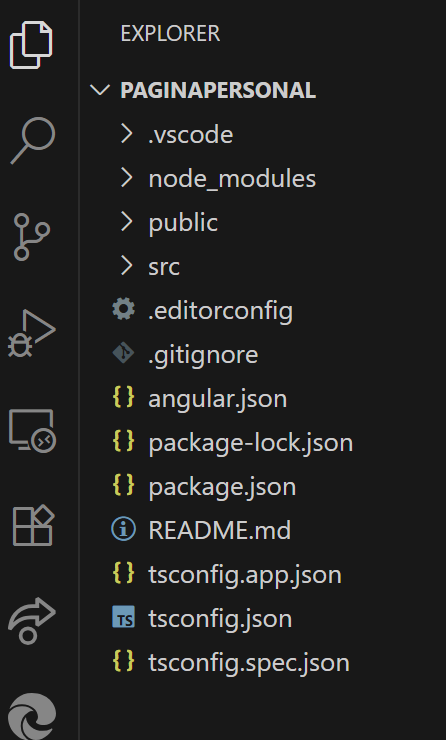 EXPLORER
PAGINAPERSONAL
.vscode
node_modules
public
src
.editorconfig
.gitignore
angular.json
package-lock.json
package.json
README.md
tsconfig.app.json
TS tsconfig.json
tsconfig.spec.json